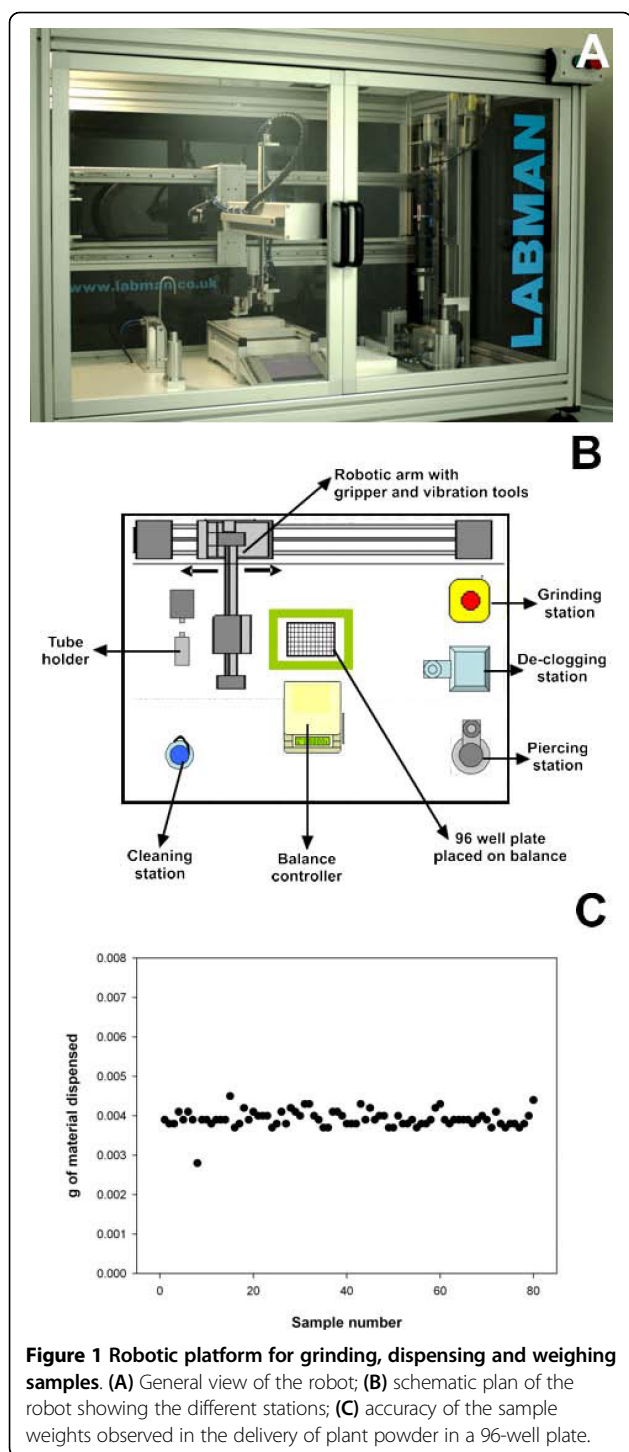 A
LABMAN
www.labman.co.uk
B
Robotic arm with
gripper and vibration tools
Grinding
station
Tube
holder
De-clogging
station
Piercing
station
Cleaning
station
Balance
controller
96 well plate
placed on balance
C
0.008
0.007
0.006
0.005
0.004
0.003
0.002
0.001
0.000
g of material dispensed
0 20 40 60 80
Sample number
Figure 1 Robotic platform for grinding, dispensing and weighing
samples. (A) General view of the robot; (B) schematic plan of the
robot showing the different stations; (C) accuracy of the sample
weights observed in the delivery of plant powder in a 96-well plate.